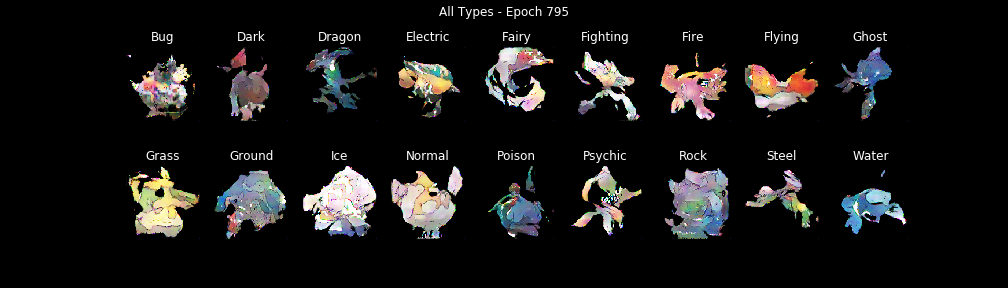 All Types - Epoch 795
Bug Dark Dragon Electric Fairy Fighting Fire Flying Ghost
Grass Ground Ice Normal Poison Psychic Rock Steel Water